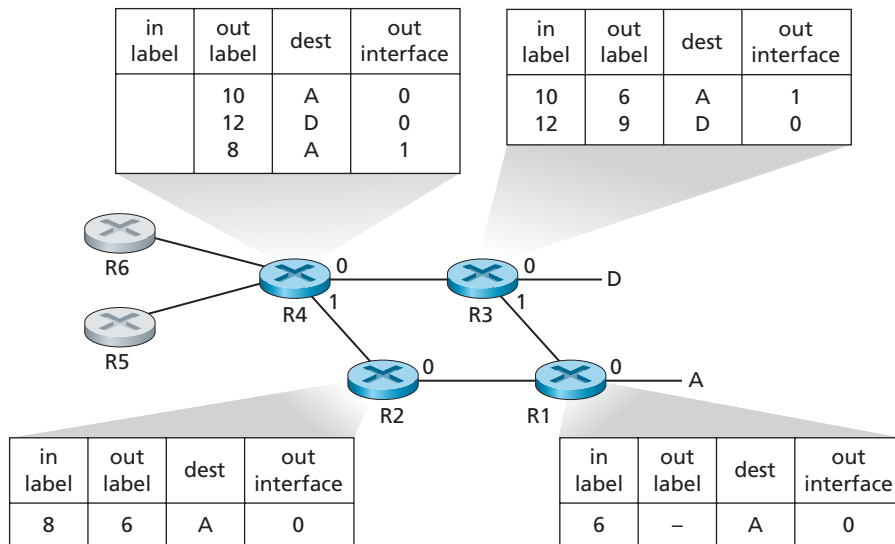 in label out label dest out interface
10 A 0
12 D 0
8 A 1
in label out label dest out interface
10 6 A 1
12 9 D 0
R6
R5
0
1
R4
0
1
R3
D
0
R2
0
R1
A
in label out label dest out interface
8 6 A 0
in label out label dest out interface
6 – A 0